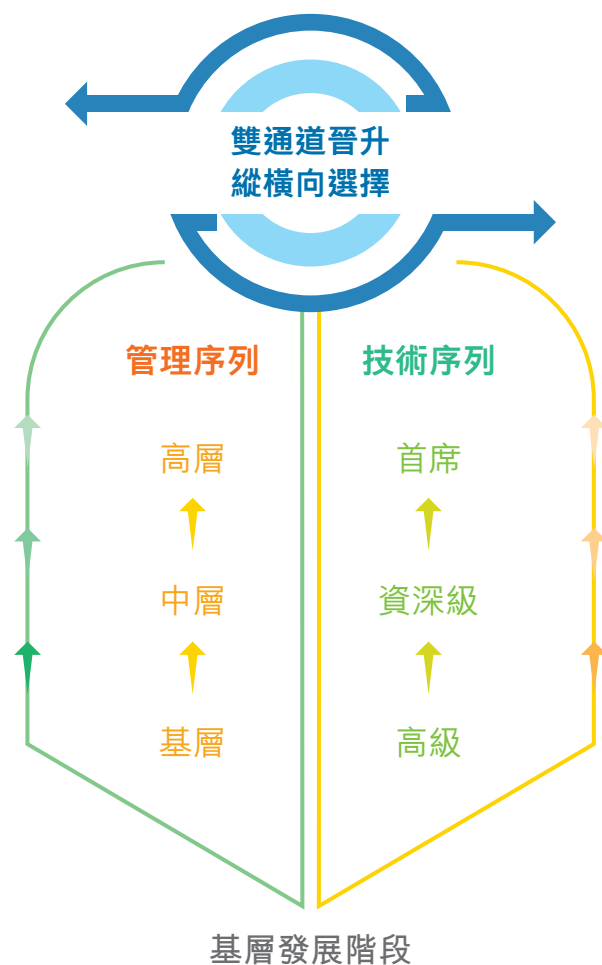 雙通道晉升
縱橫向選擇
管理序列
高層
中層
基層
技術序列
首席
資深級
高級
基層發展階段